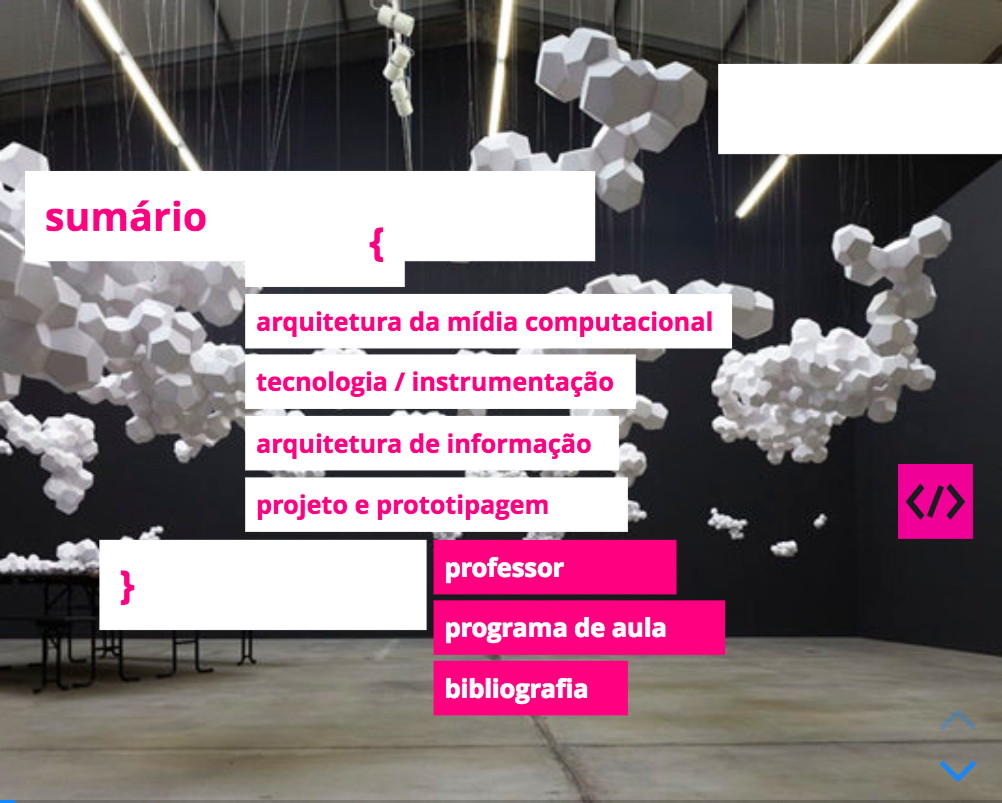 sumário
{
arquitetura da mídia computacional
tecnologia / instrumentação
arquitetura de informação
projeto e prototipagem
}
professor
programa de aula
bibliografia
</>